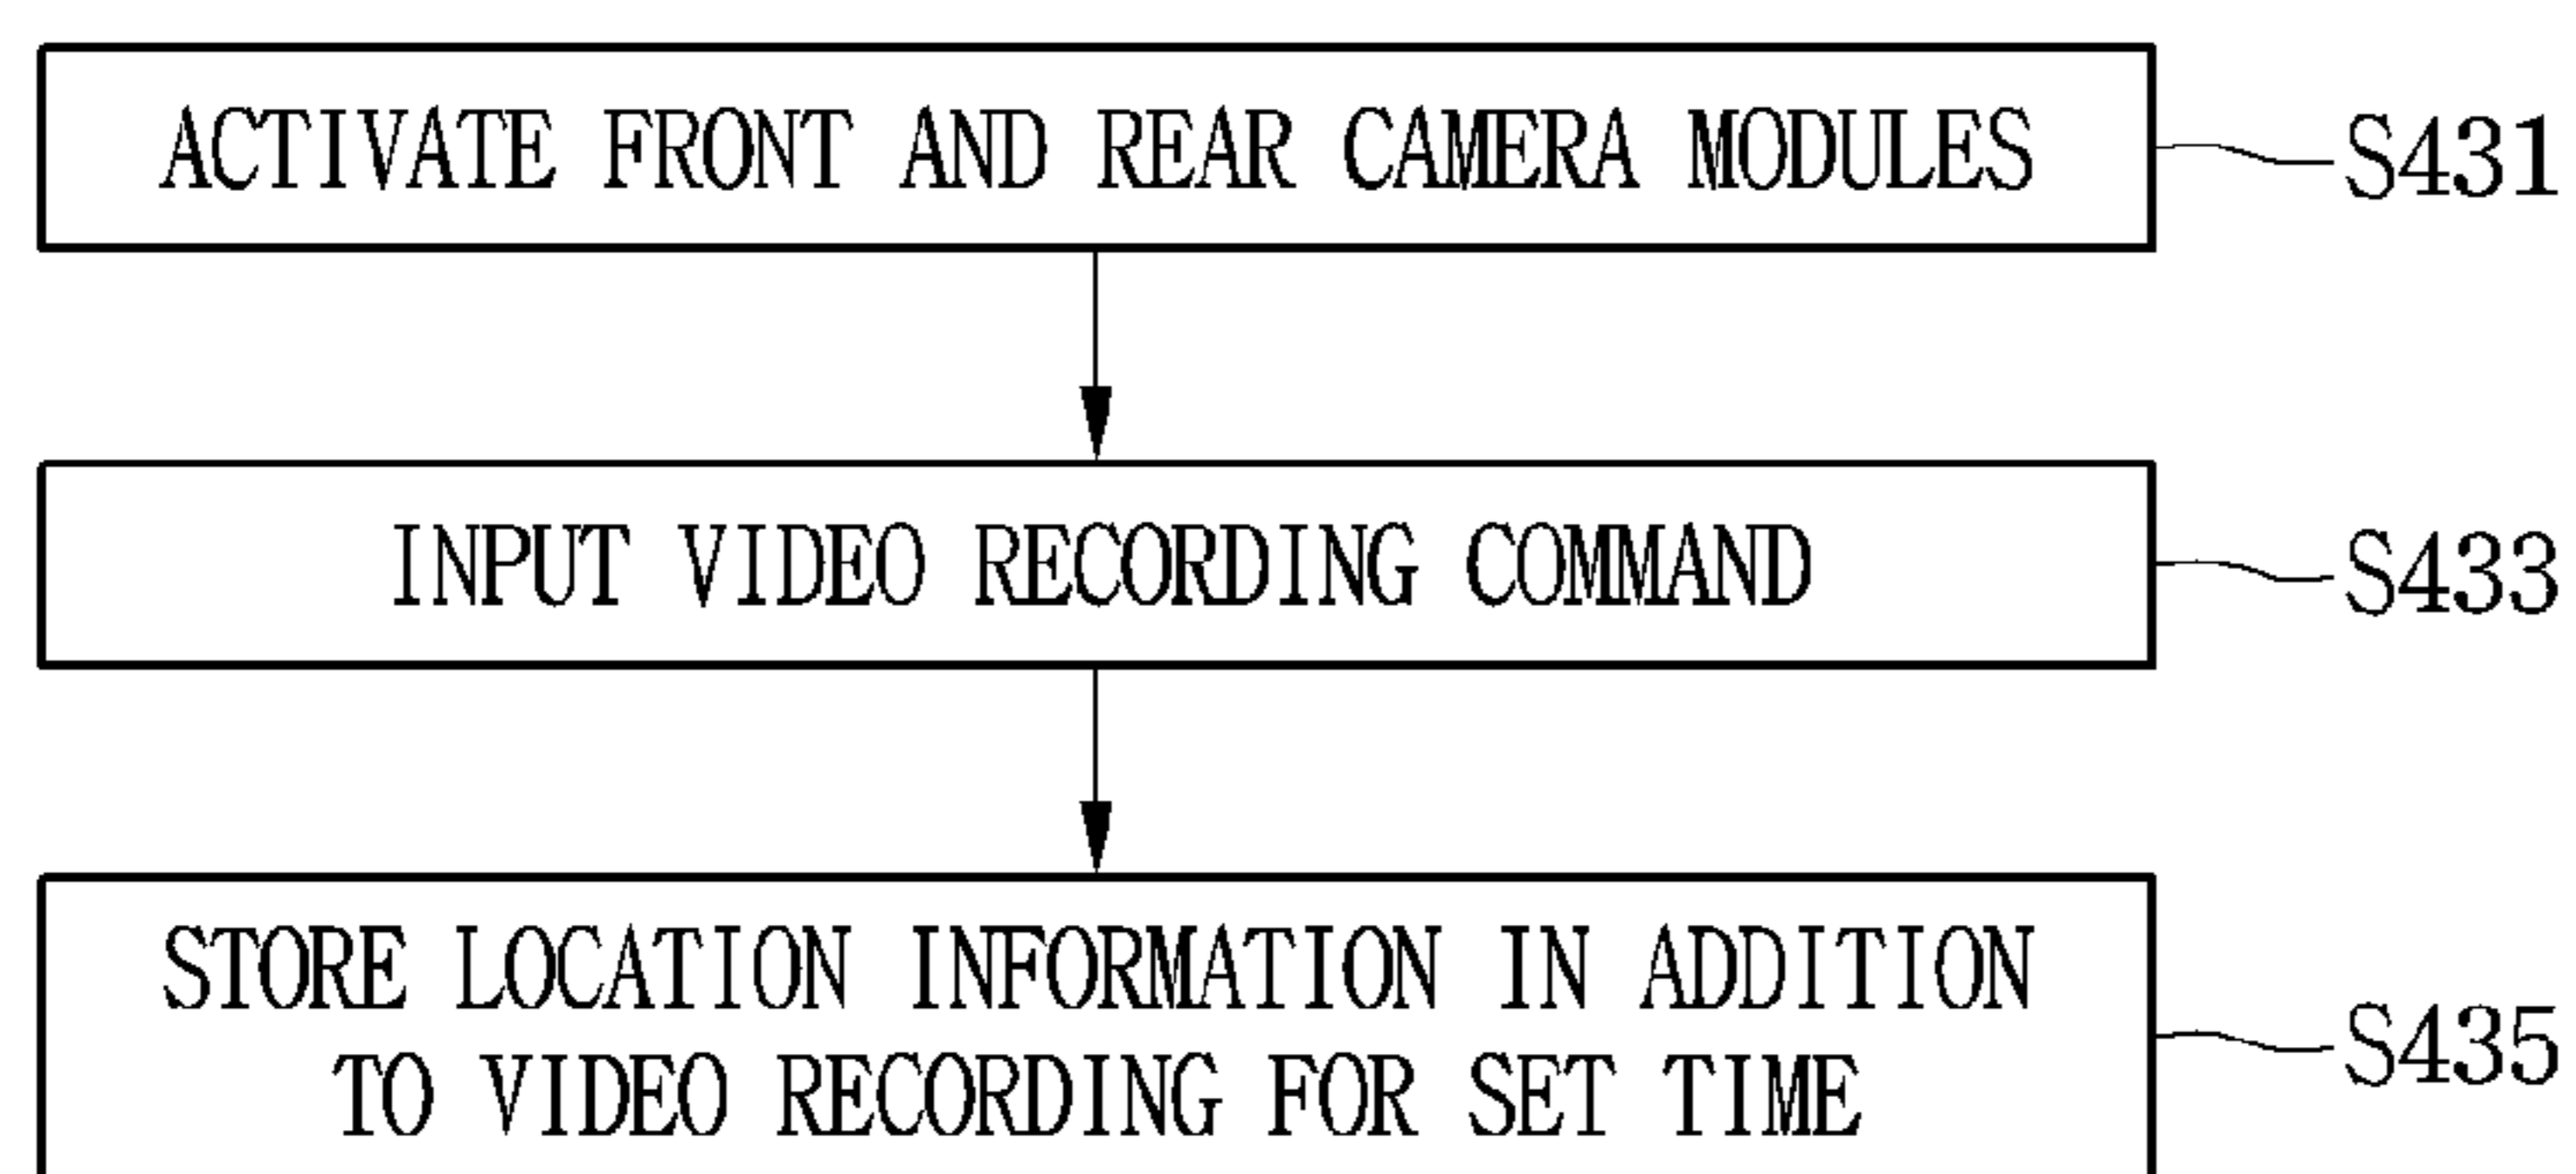 ACTIVATE FRONT AND REAR CAMERA MODULES
S431
INPUT VIDEO RECORDING COMMAND
S433
STORE LOCATION INFORMATION IN ADDITION
TO VIDEO RECORDING FOR SET TIME
S435